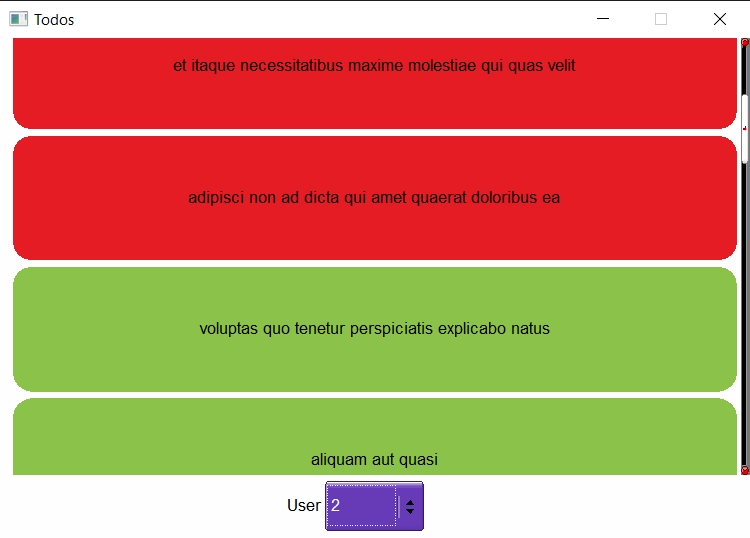 Todos
et itaque necessitatibus maxime molestiae qui quas velit
adipisci non ad dicta qui amet quaerat doloribus ea
voluptas quo tenetur perspiciatis explicabo natus
aliquam aut quasi
User 2